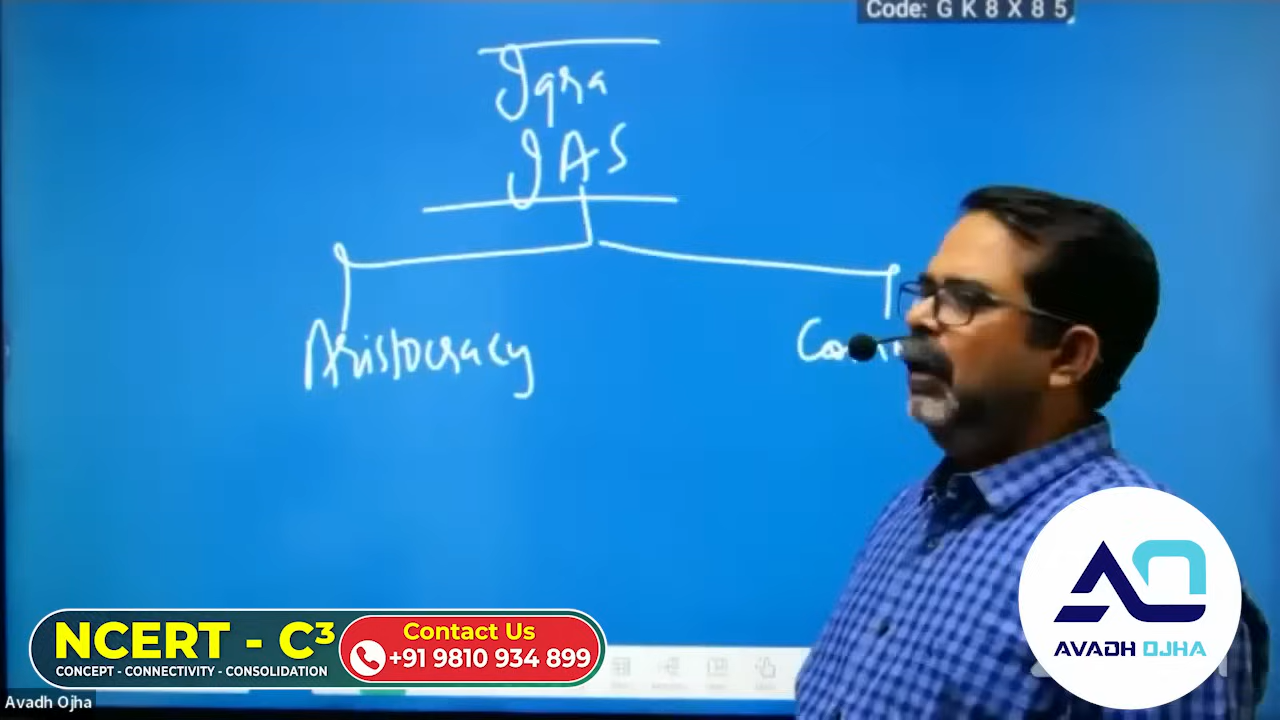 Code: G K 8 X 8 5
Iqra
IAS
Aristocracy
NCERT - C³
CONCEPT - CONNECTIVITY - CONSOLIDATION
Contact Us
+91 9810 934 899
AVADH OJHA
Avadh Ojha